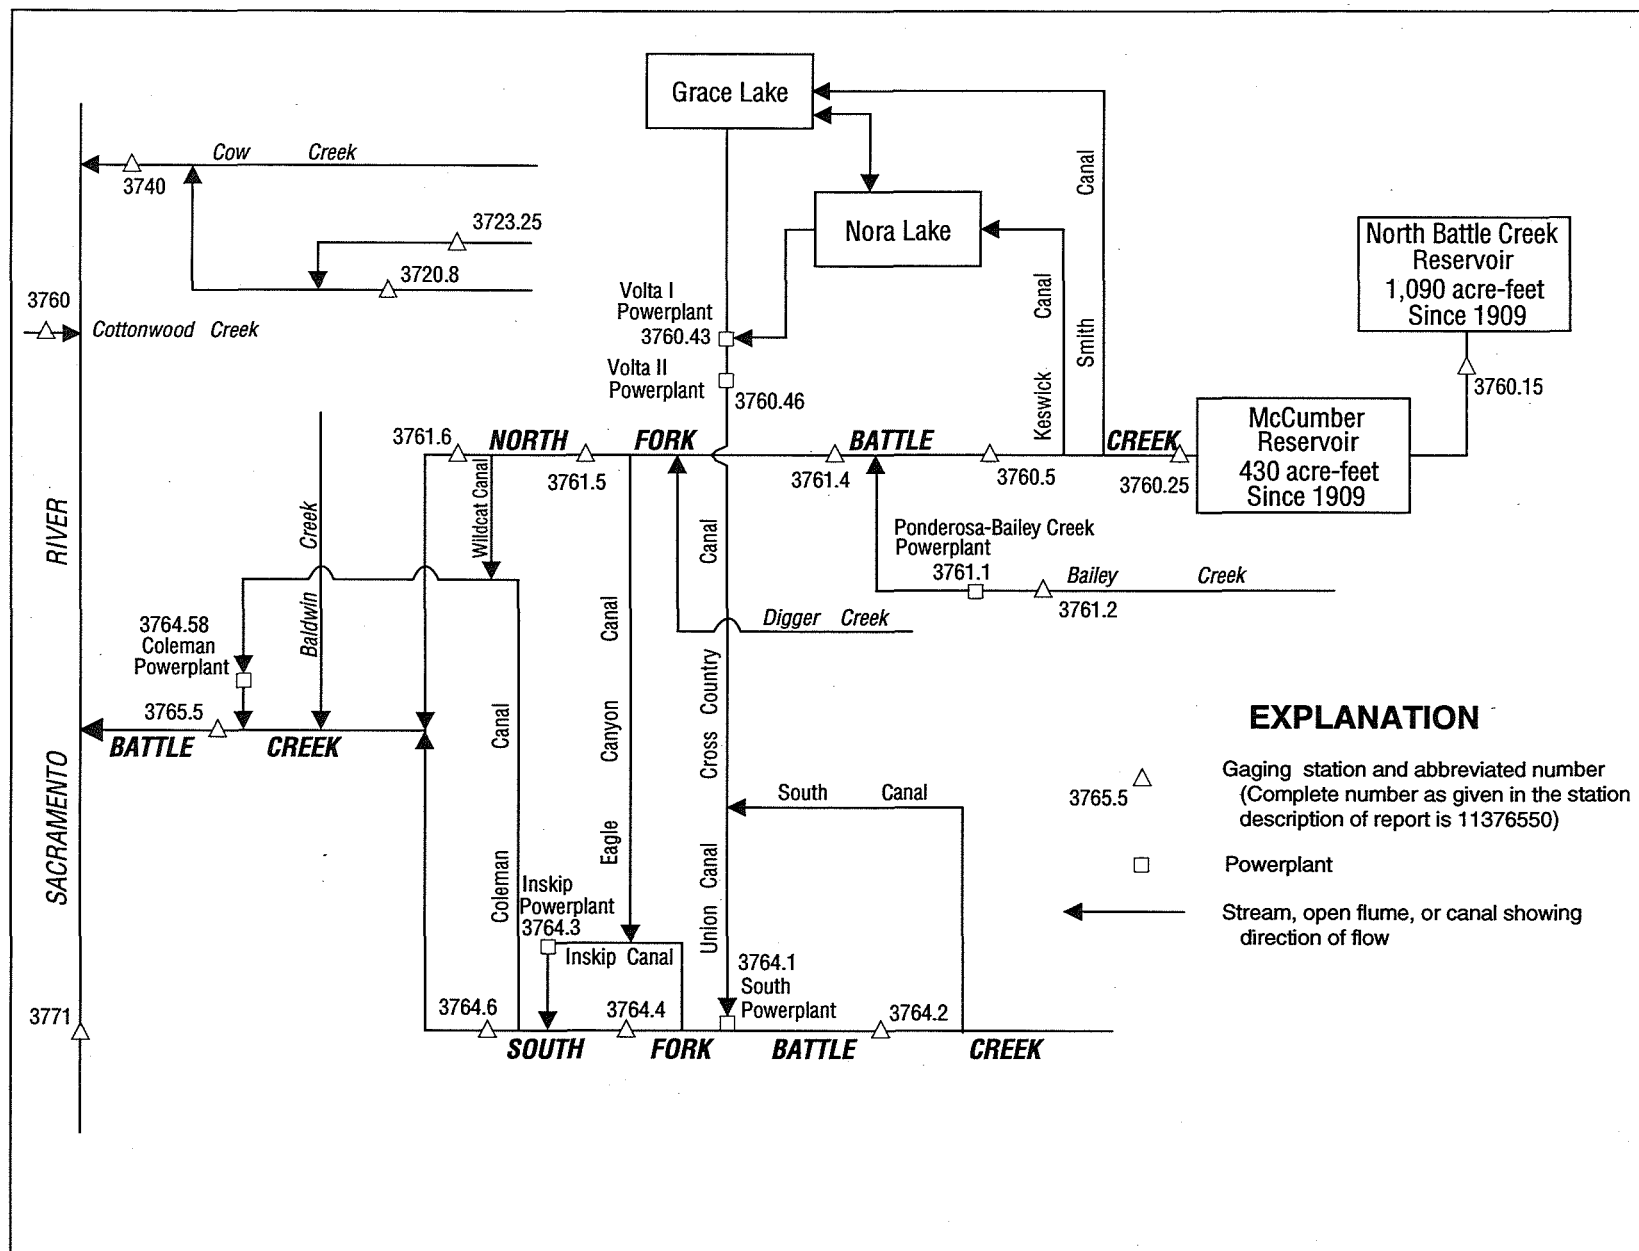 Grace Lake
Cow Creek
3740
Canal
3723.25
Nora Lake
North Battle Creek
Reservoir
1,090 acre-feet
Since 1909
3720.8
3760
Cottonwood Creek
Volta I
Powerplant
3760.43
Canal
Smith
Volta II
Powerplant
3760.46
Keswick
3760.15
McCumber
Reservoir
430 acre-feet
Since 1909
3761.6
NORTH FORK BATTLE CREEK
3761.5
3761.4
3760.5
3760.25
RIVER
Creek
Wildcat Canal
Canal
Ponderosa-Bailey Creek
Powerplant
3761.1
Bailey Creek
3761.2
3764.58
Coleman
Powerplant
Baldwin
Canal
Digger Creek
3765.5
BATTLE CREEK
Canal
Canyon
Cross Country
EXPLANATION
SACRAMENTO
South Canal
3765.5
Gaging station and abbreviated number
(Complete number as given in the station
description of report is 11376550)
Eagle
Coleman
Inskip
Powerplant
3764.3
Union Canal
Powerplant
Inskip Canal
Stream, open flume, or canal showing
direction of flow
3764.1
South
Powerplant
3771
3764.6
3764.4
3764.2
SOUTH FORK BATTLE CREEK